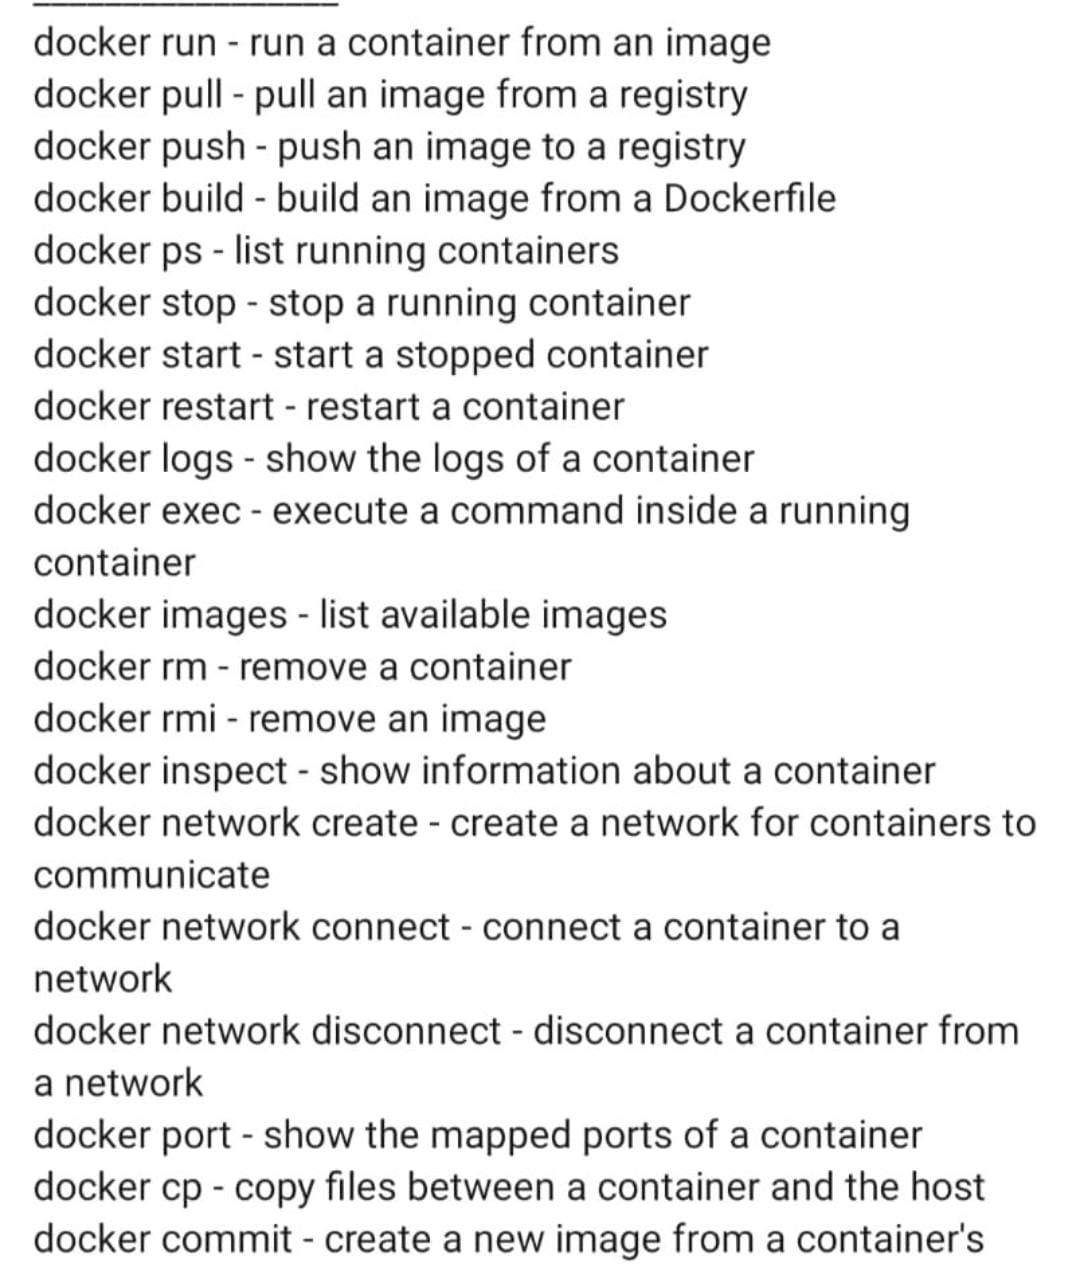 docker run - run a container from an image
docker pull - pull an image from a registry
docker push - push an image to a registry
docker build - build an image from a Dockerfile
docker ps - list running containers
docker stop - stop a running container
docker start - start a stopped container
docker restart - restart a container
docker logs - show the logs of a container
docker exec - execute a command inside a running
container
docker images - list available images
docker rm - remove a container
docker rmi - remove an image
docker inspect - show information about a container
docker network create - create a network for containers to
communicate
docker network connect - connect a container to a
network
docker network disconnect - disconnect a container from
a network
docker port - show the mapped ports of a container
docker cp - copy files between a container and the host
docker commit - create a new image from a container's